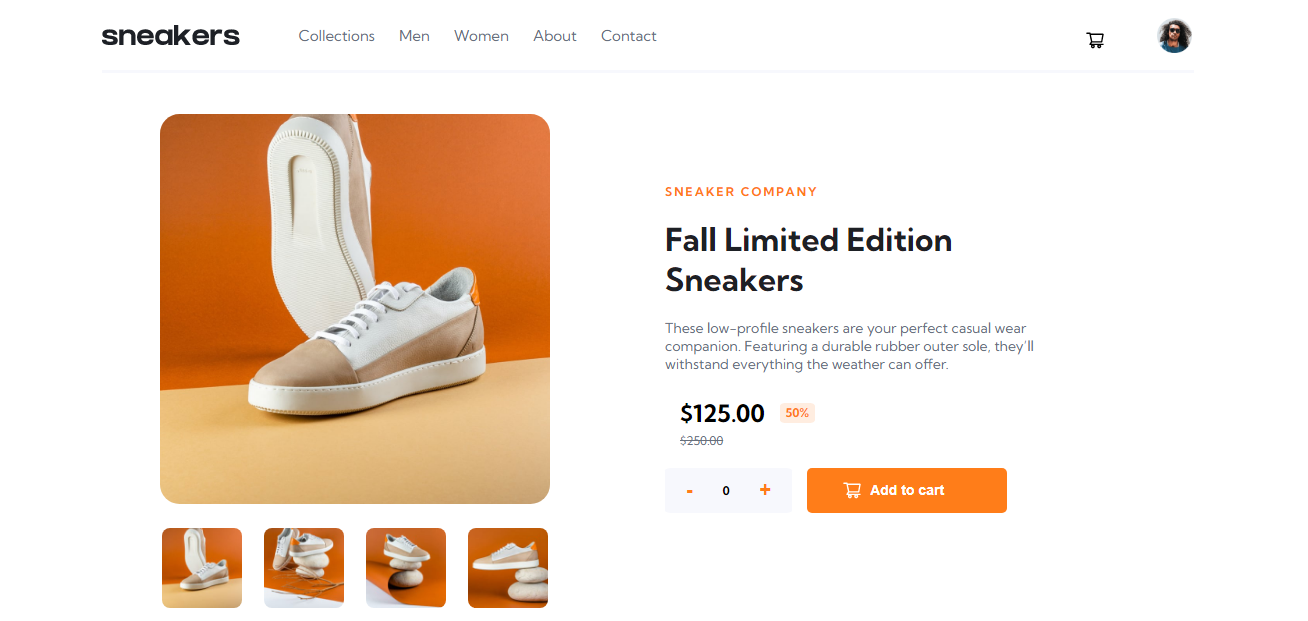 sneakers
Collections Men Women About Contact
SNEAKER COMPANY
Fall Limited Edition
Sneakers
These low-profile sneakers are your perfect casual wear
companion. Featuring a durable rubber outer sole, they'll
withstand everything the weather can offer.
$125.00 50%
$250.00
- 0 + Add to cart